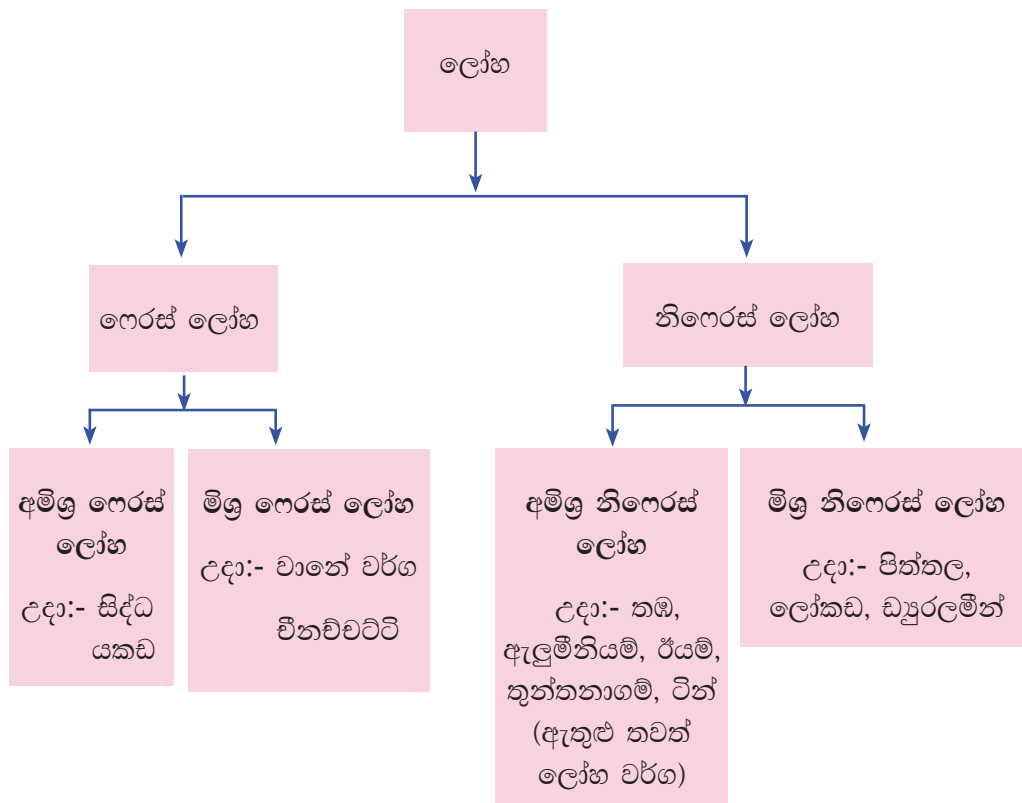 ලෝහ
ෆෙරස් ලෝහ
නිෆෙරස් ලෝහ
අමිශ්‍ර ෆෙරස්
ලෝහ
උදා:- සිද්ධ
යකඩ
මිශ්‍ර ෆෙරස් ලෝහ
උදා:- වානේ වර්ග
චීනච්චට්ටි
අමිශ්‍ර නිෆෙරස්
ලෝහ
උදා:- තඹ,
ඇලුමීනියම්, ඊයම්,
තුන්තනාගම්, ටින්
(ඇතුළු තවත්
ලෝහ වර්ග)
මිශ්‍ර නිෆෙරස් ලෝහ
උදා:- පිත්තල,
ලෝකඩ, ඩ්‍යුරලමීන්